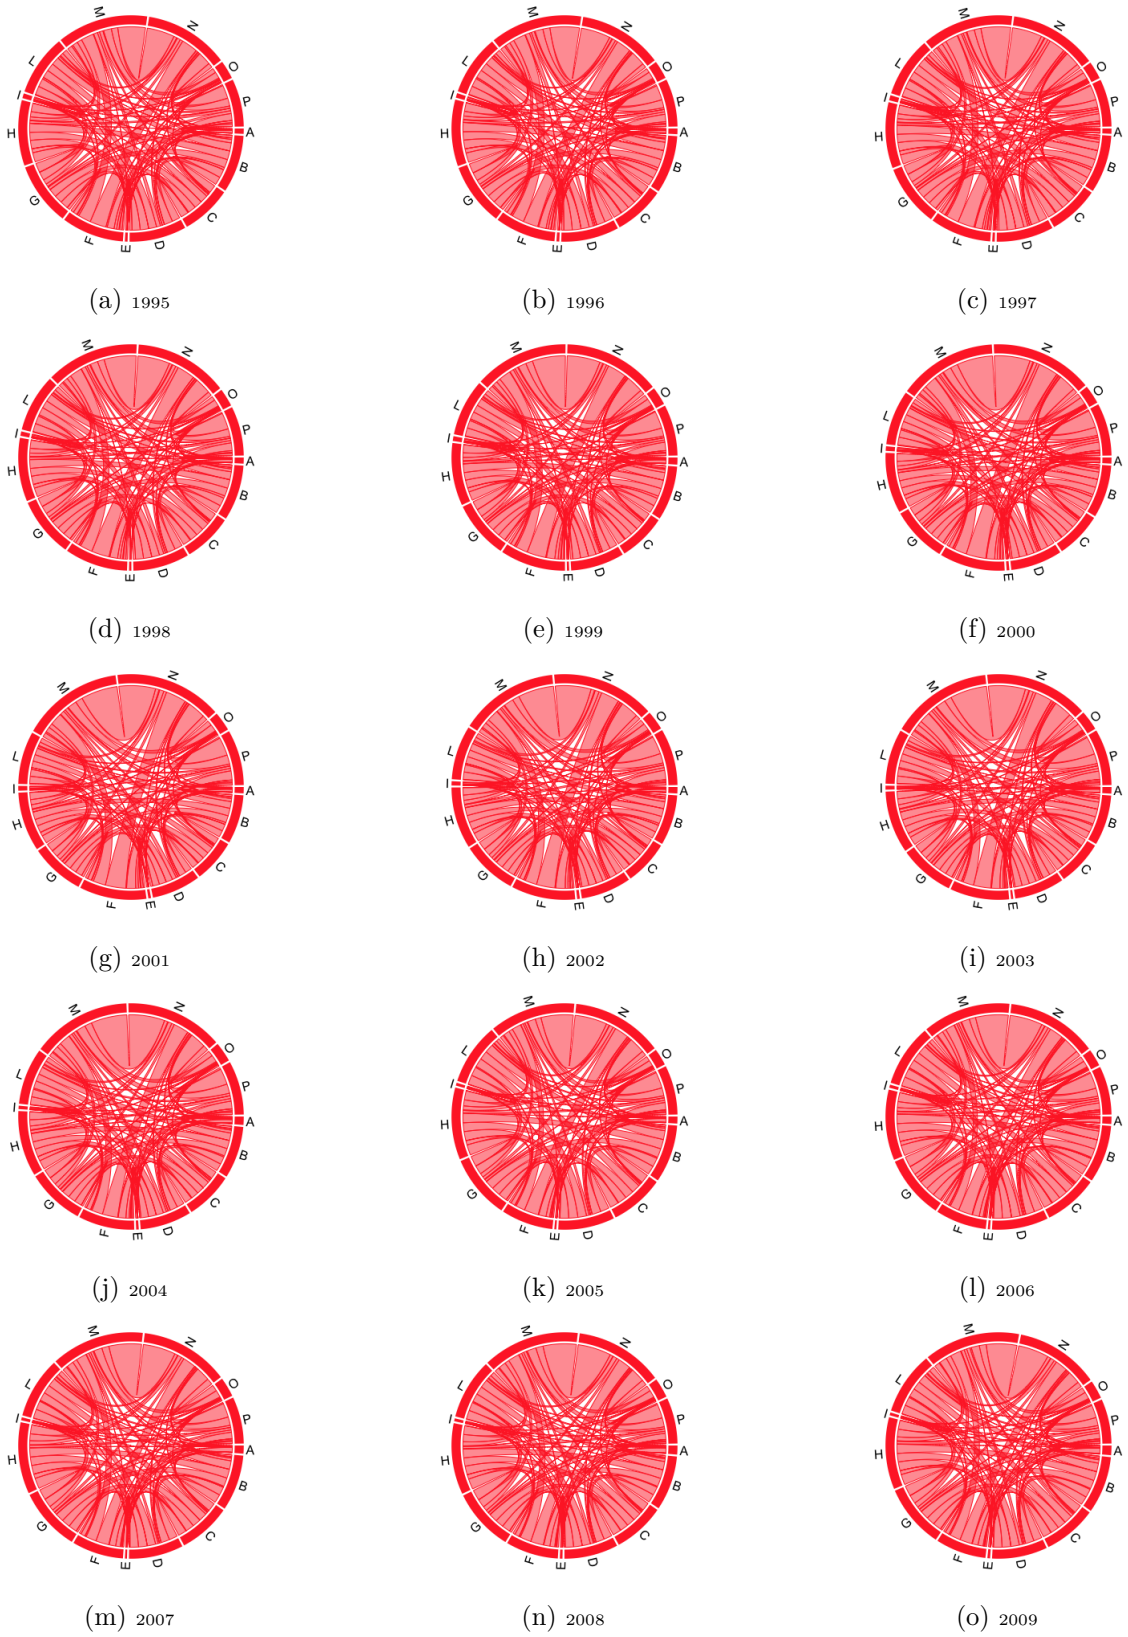 M N
L O
I P
H A
G B
F E D C
M N
L O
I P
H A
G B
F E D C
M N
L O
I P
H A
G B
F E D C
(a) 1995
(b) 1996
(c) 1997
M N
L O
I P
H A
G B
F E D C
M N
L O
I P
H A
G B
F E D C
M N
L O
I P
H A
G B
F E D C
(d) 1998
(e) 1999
(f) 2000
M N
L O
I P
H A
G B
F E D C
M N
L O
I P
H A
G B
F E D C
M N
L O
I P
H A
G B
F E D C
(g) 2001
(h) 2002
(i) 2003
M N
L O
I P
H A
G B
F E D C
M N
L O
I P
H A
G B
F E D C
M N
L O
I P
H A
G B
F E D C
(j) 2004
(k) 2005
(l) 2006
M N
L O
I P
H A
G B
F E D C
M N
L O
I P
H A
G B
F E D C
M N
L O
I P
H A
G B
F E D C
(m) 2007
(n) 2008
(o) 2009